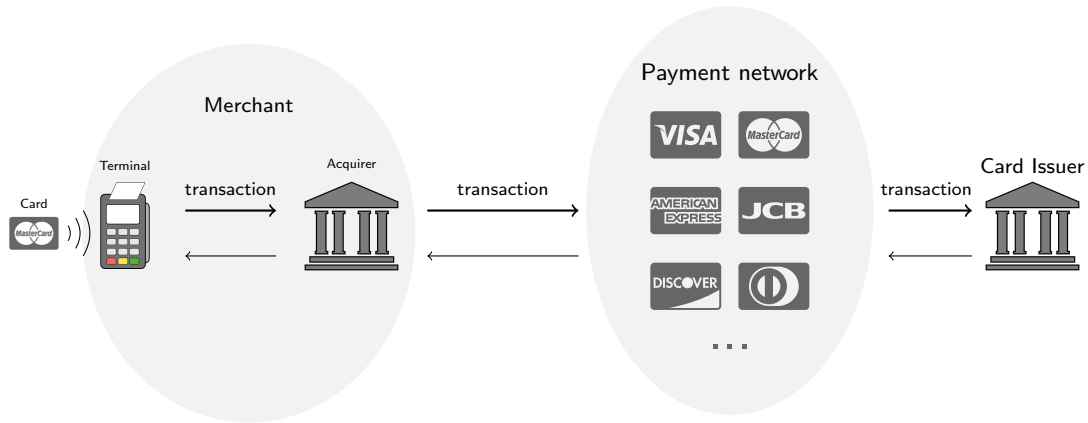 Payment network
Merchant
VISA
MasterCard
Terminal
Acquirer
Card Issuer
transaction
transaction
transaction
Card
AMERICAN
EXPRESS
JCB
MasterCard
DISCOVER
...